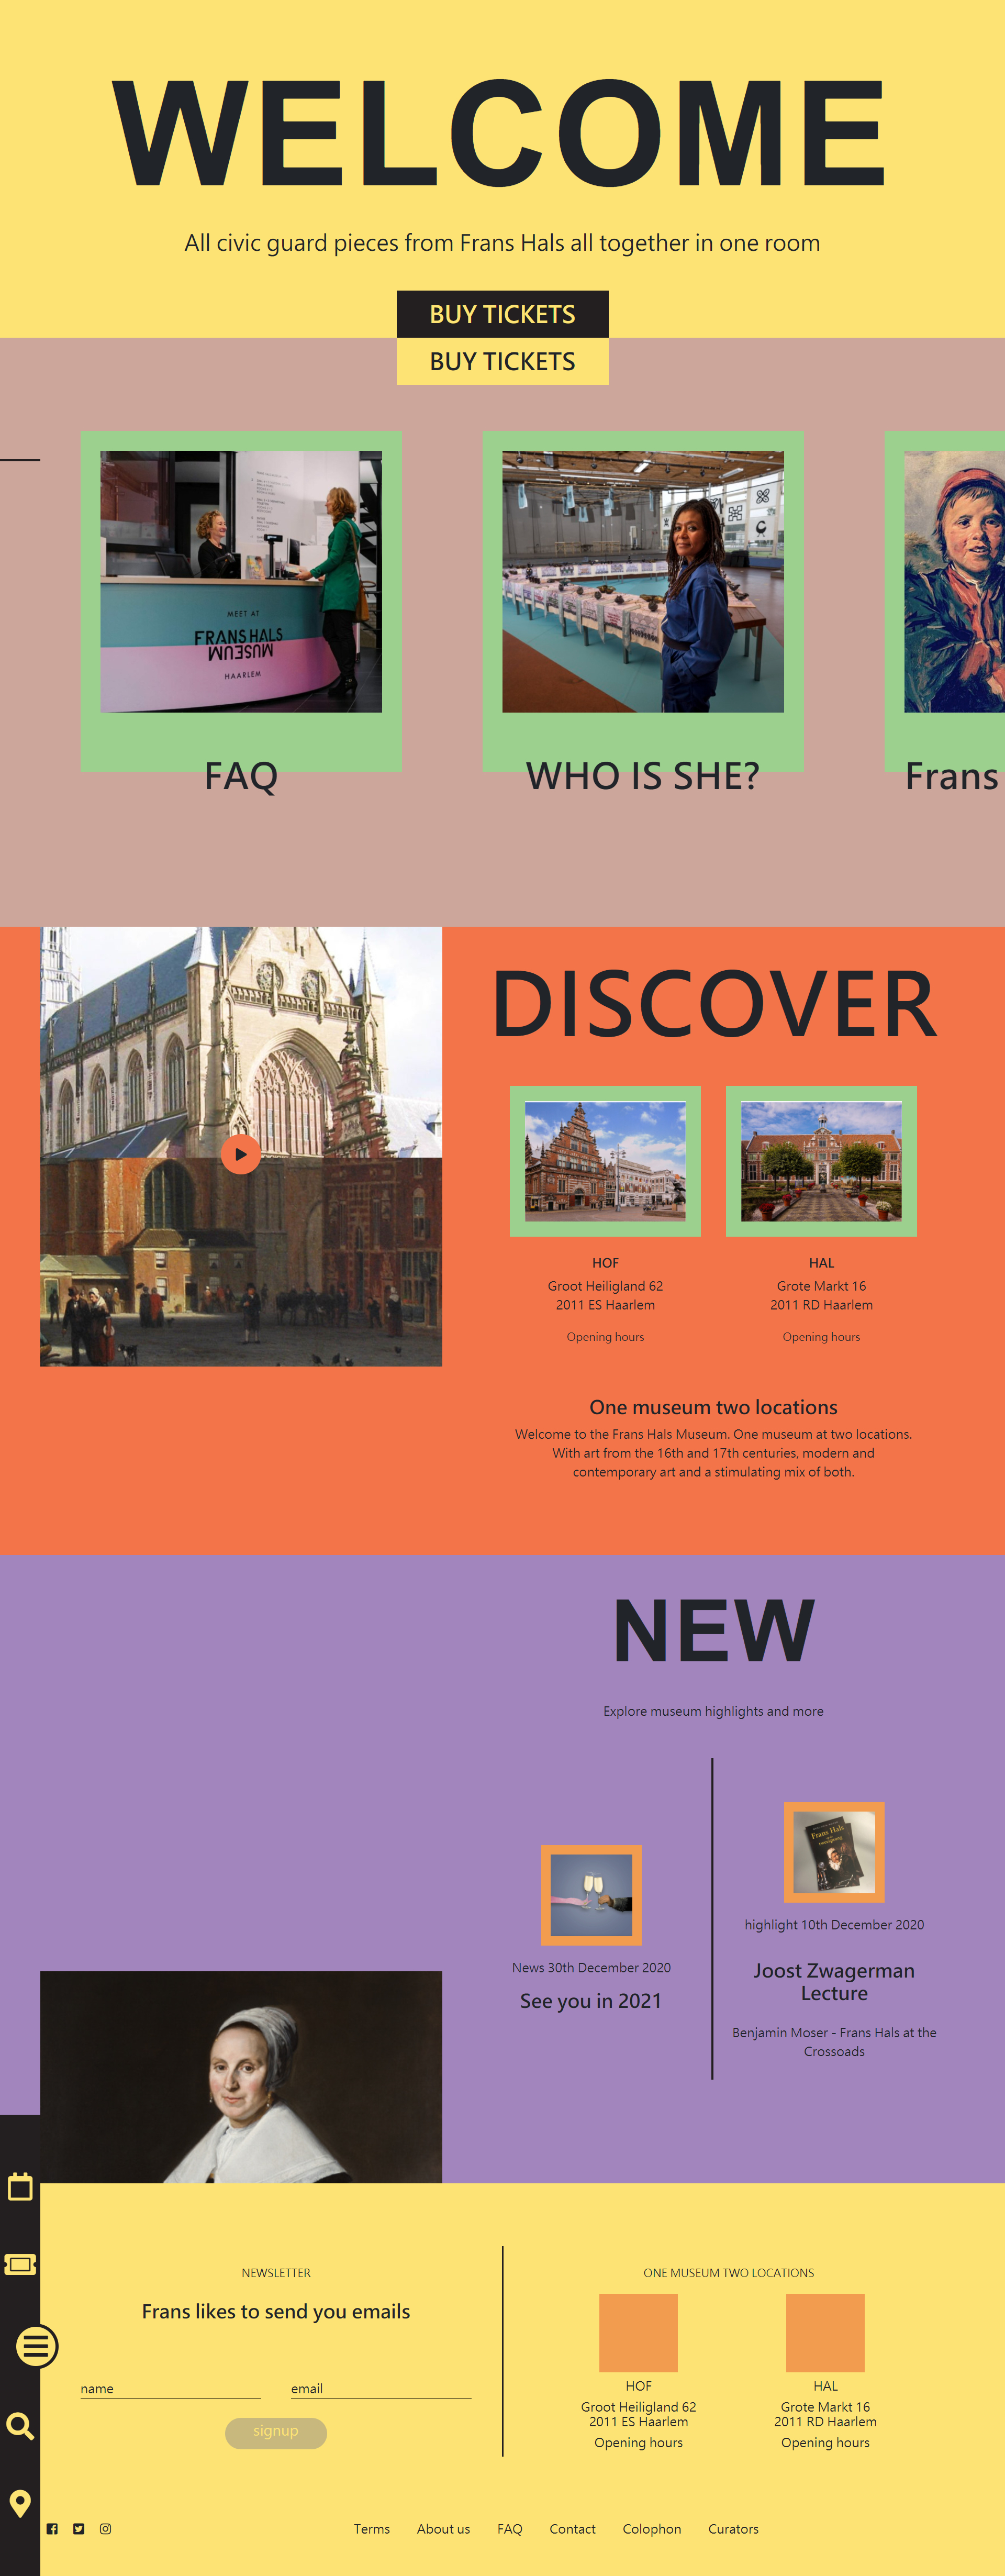 WELCOME
All civic guard pieces from Frans Hals all together in one room
BUY TICKETS
BUY TICKETS
MEET AT
FRANS HALS
MUSEUM
HAARLEM
FAQ
WHO IS SHE?
Frans
DISCOVER
HOF
Groot Heiligland 62
2011 ES Haarlem
Opening hours
HAL
Grote Markt 16
2011 RD Haarlem
Opening hours
One museum two locations
Welcome to the Frans Hals Museum. One museum at two locations.
With art from the 16th and 17th centuries, modern and
contemporary art and a stimulating mix of both.
NEW
Explore museum highlights and more
News 30th December 2020
See you in 2021
Frans Hals
highlight 10th December 2020
Joost Zwagerman
Lecture
Benjamin Moser - Frans Hals at the
Crossoads
NEWSLETTER
Frans likes to send you emails
name
email
signup
ONE MUSEUM TWO LOCATIONS
HOF
Groot Heiligland 62
2011 ES Haarlem
Opening hours
HAL
Grote Markt 16
2011 RD Haarlem
Opening hours
Terms
About us
FAQ
Contact
Colophon
Curators